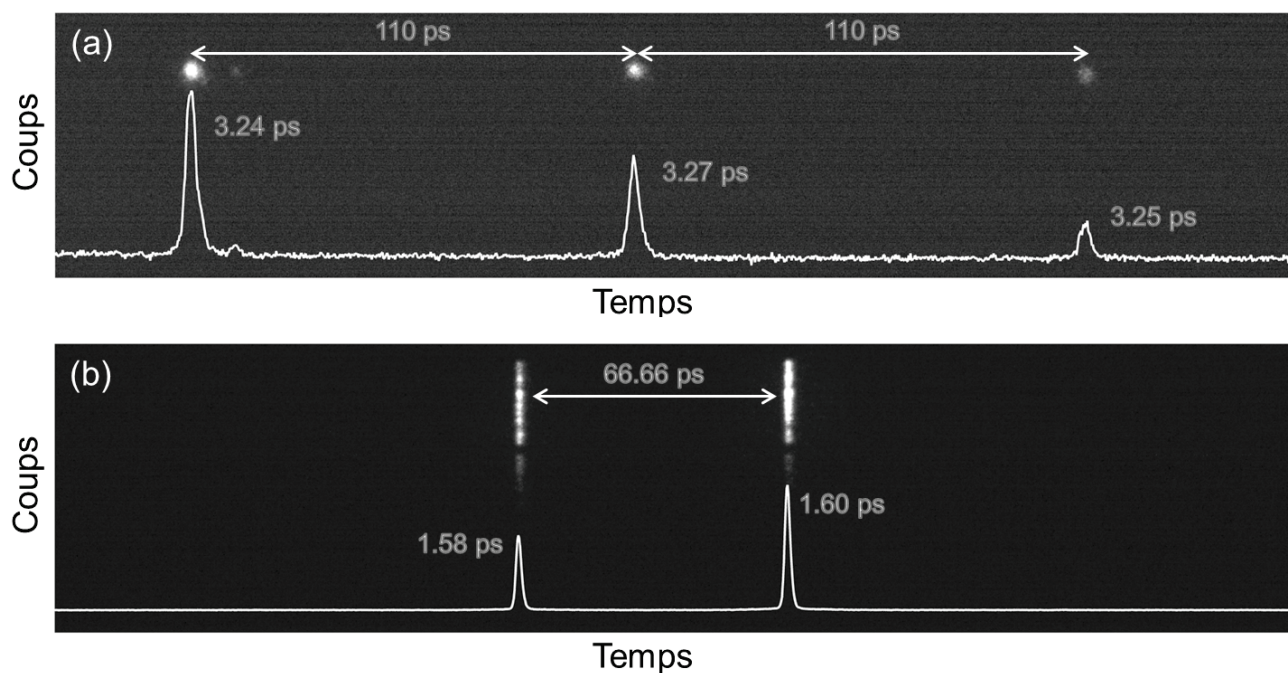 (a)
110 ps
110 ps
Coups
3.24 ps
3.27 ps
3.25 ps
Temps
(b)
66.66 ps
Coups
1.58 ps
1.60 ps
Temps